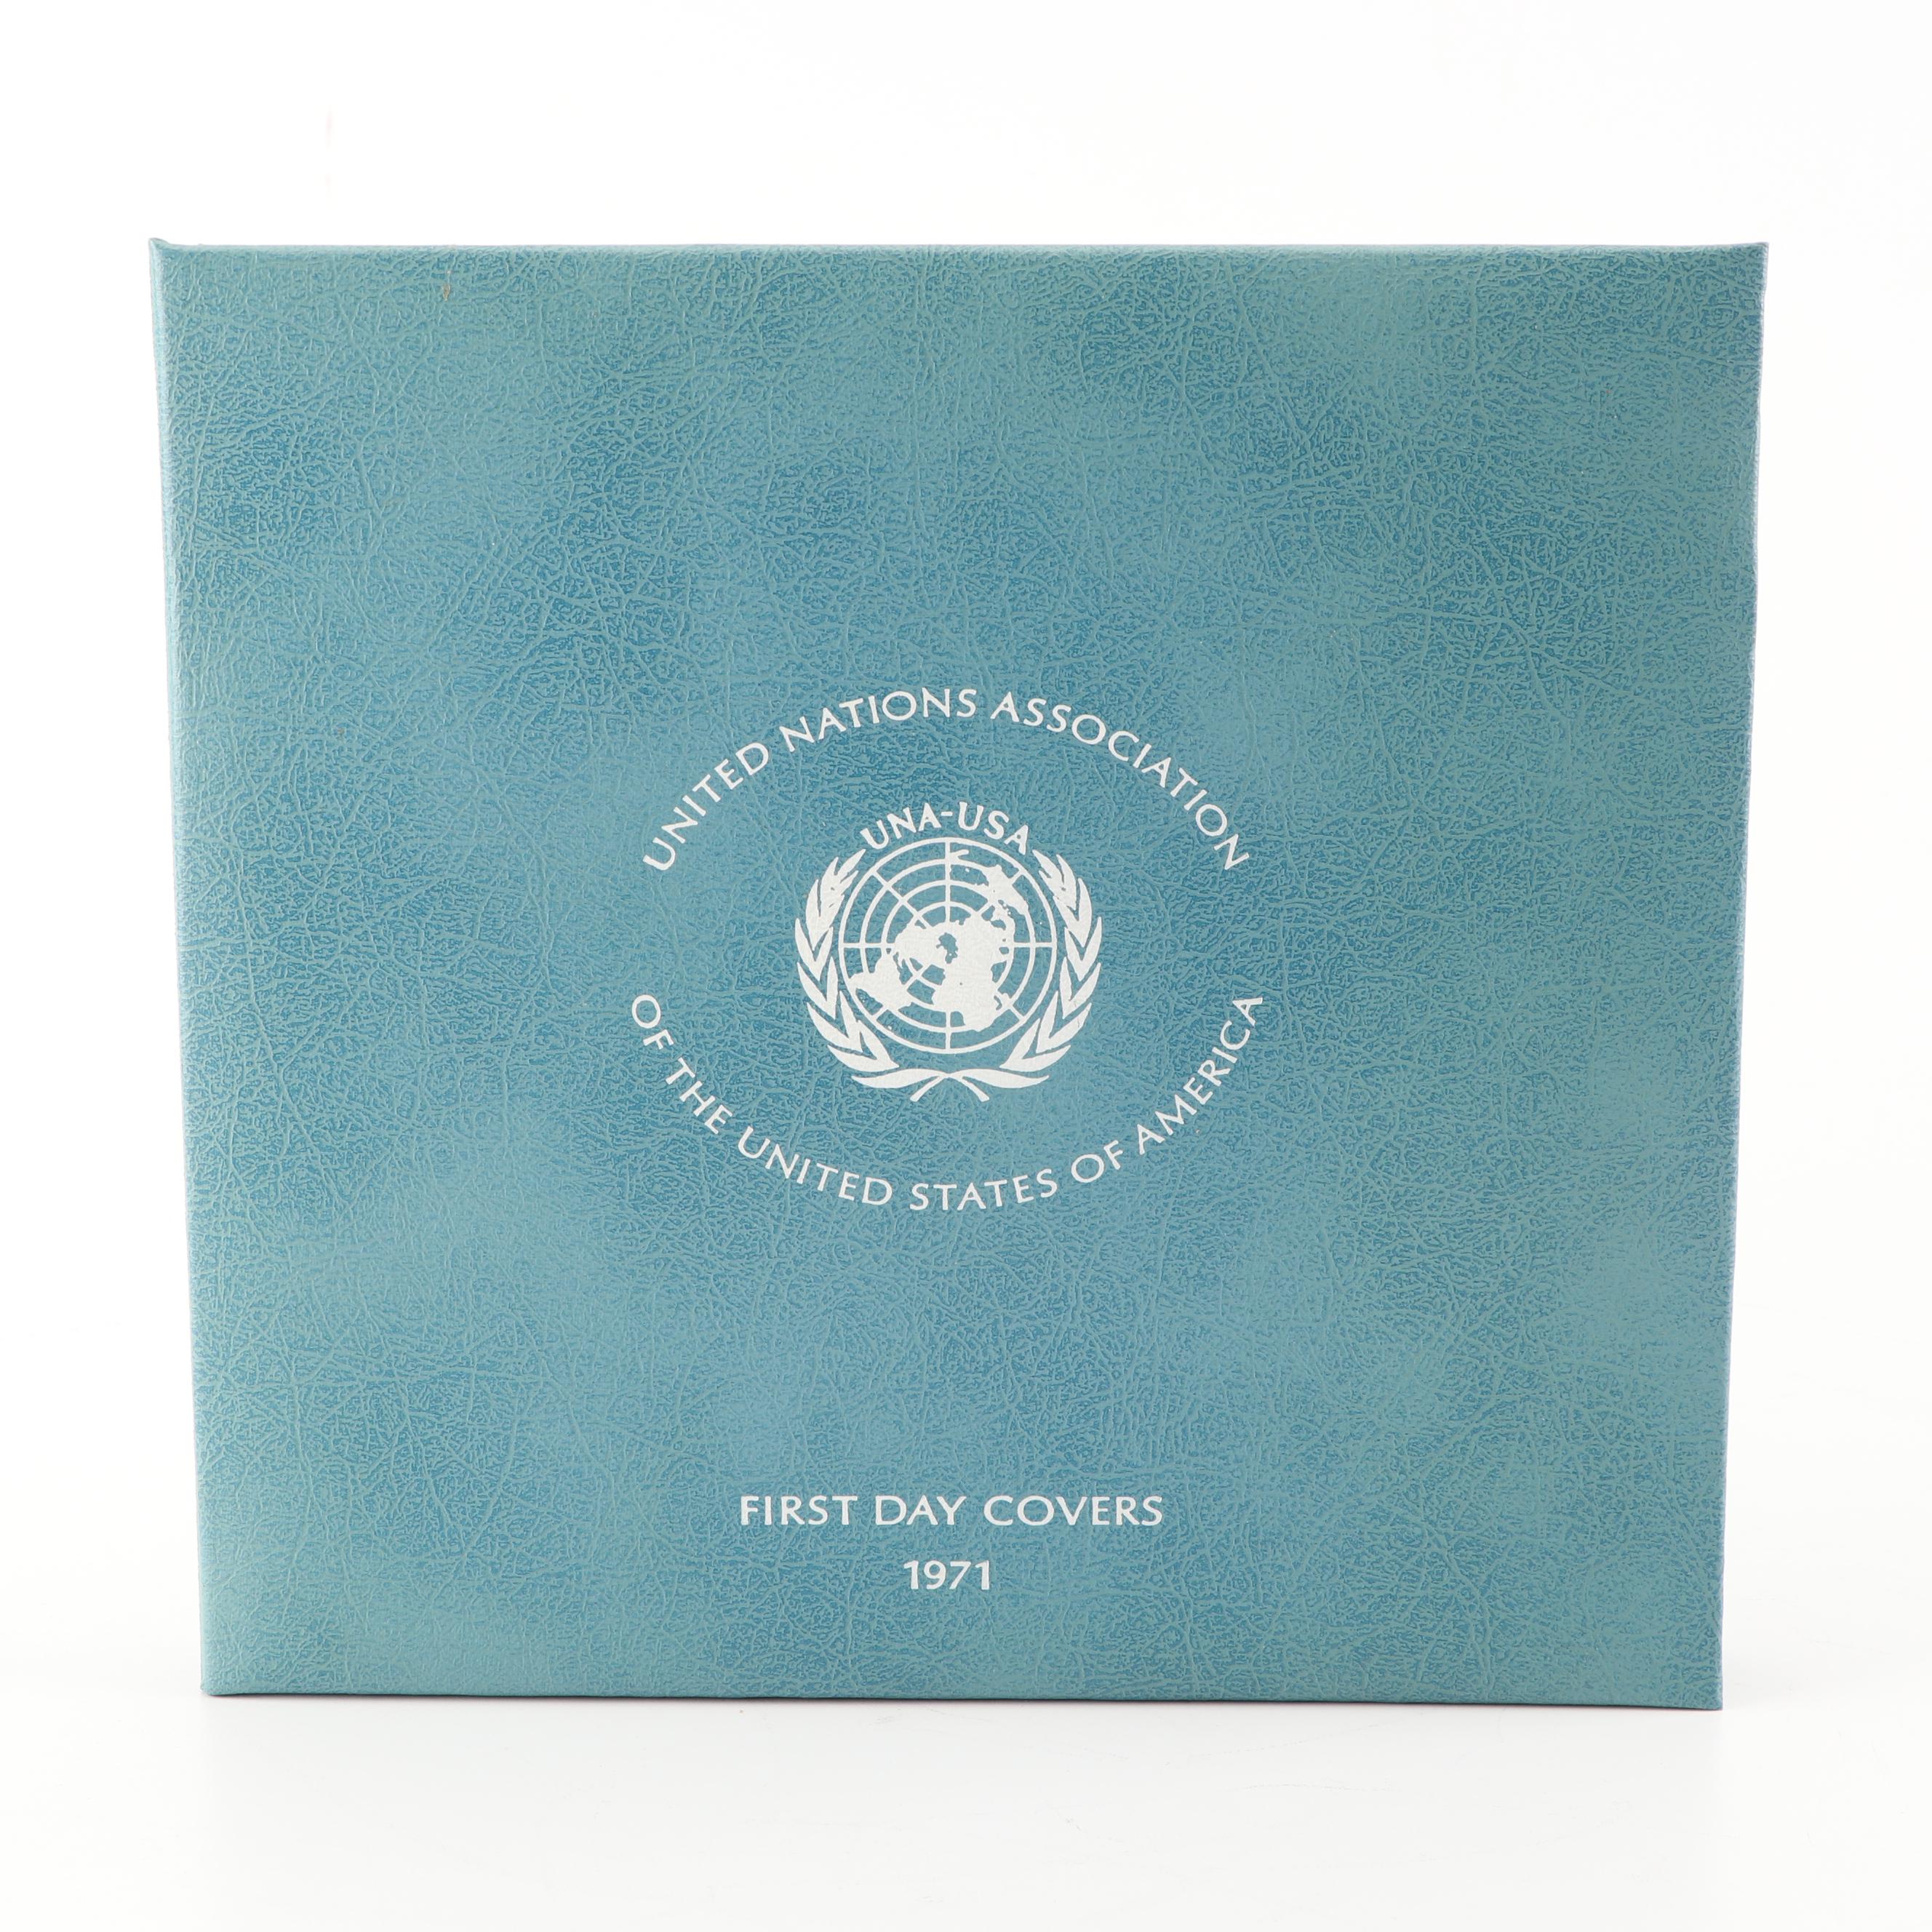 UNITED NATIONS ASSOCIATION
UNA-USA
OF THE UNITED STATES OF AMERICA
FIRST DAY COVERS
1971